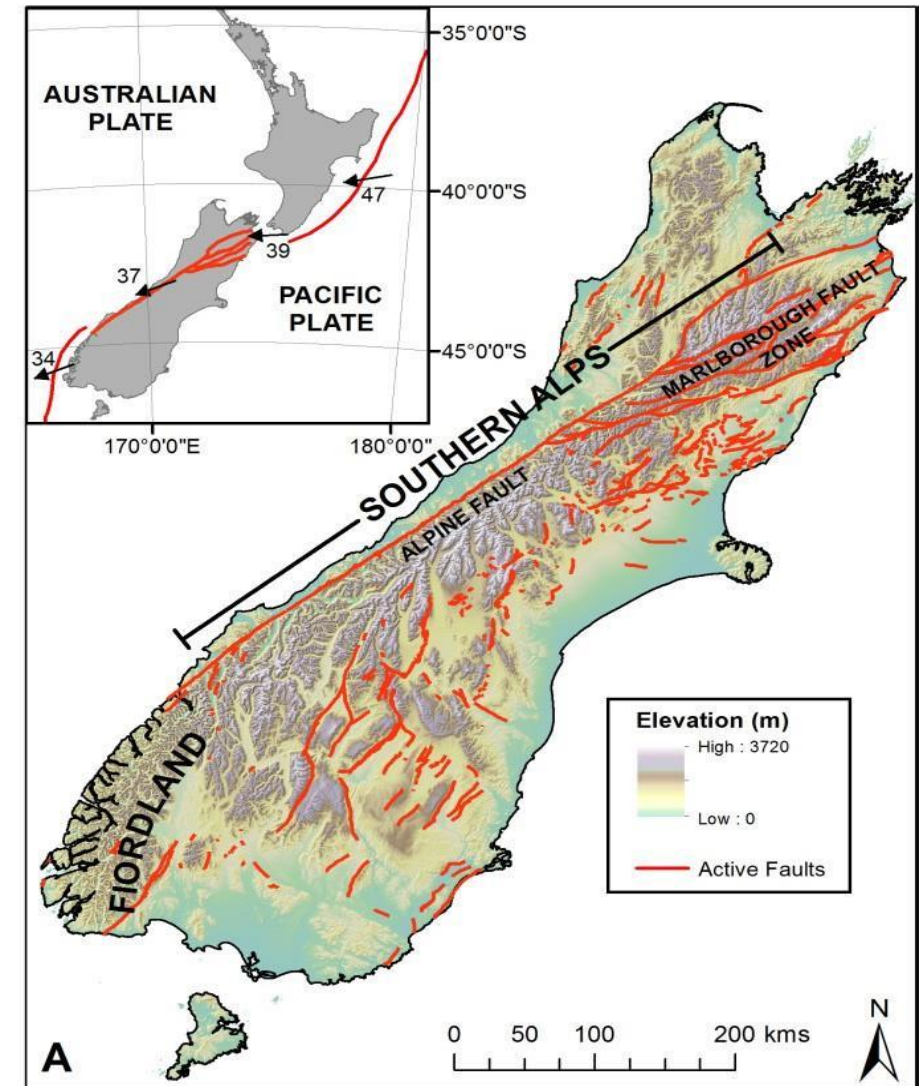 AUSTRALIAN
PLATE
PACIFIC
PLATE
47
39
37
34
35°0'0"S
40°0'0"S
45°0'0"S
170°0'0"E
180°0'0"
SOUTHERN ALPS
MARLBOROUGH FAULT
ZONE
ALPINE FAULT
FIORDLAND
Elevation (m)
High : 3720
Low : 0
Active Faults
A
0 50 100 200 kms
N